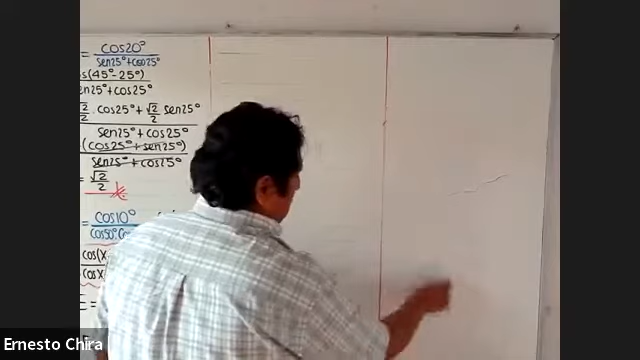 = cos20°
sen25°+cos25°
(45°-25°)
en25°+cos25°
√2/2 . cos25° + √2/2 sen25°
sen25° + cos25°
(cos25° + sen25°)
sen25° + cos25°
= √2/2
= cos10°
cos50°.
cos(x
cos x
E =
Ernesto Chira